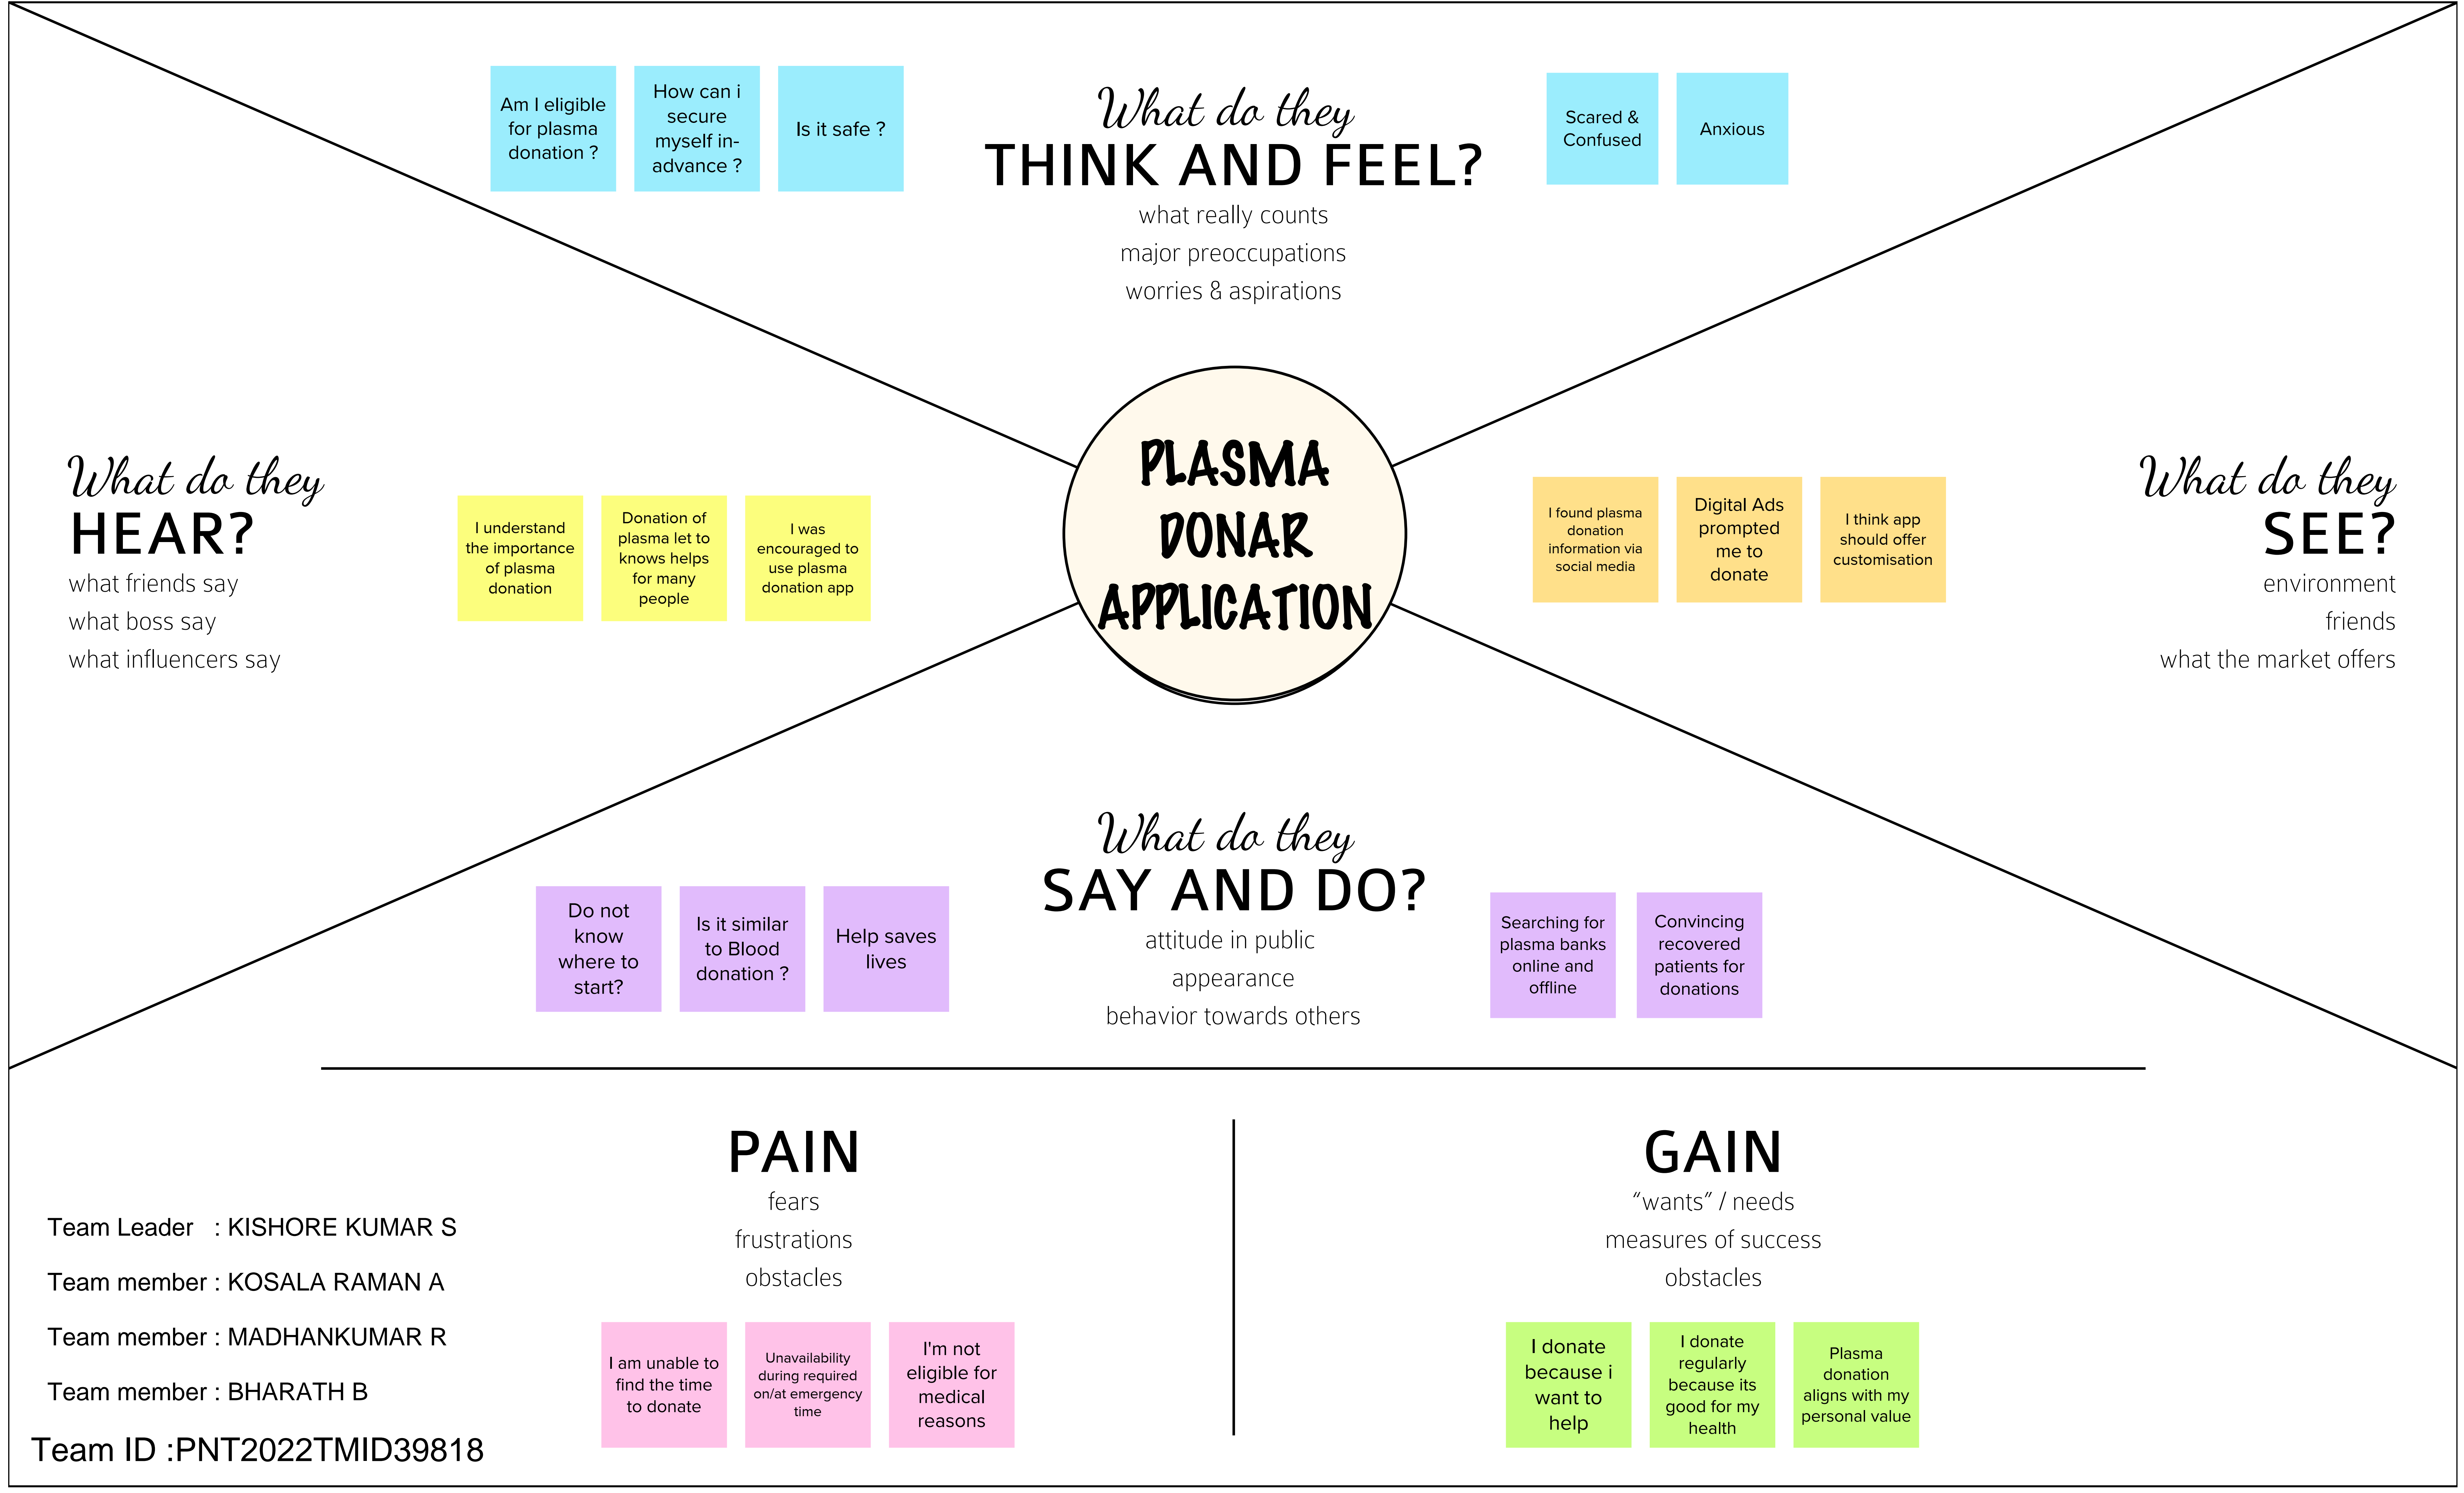 Am I eligible
for plasma
donation ?
How can i
secure
myself in-
advance ?
Is it safe ?
What do they
THINK AND FEEL?
what really counts
major preoccupations
worries & aspirations
Scared &
Confused
Anxious
What do they
HEAR?
what friends say
what boss say
what influencers say
I understand
the importance
of plasma
donation
Donation of
plasma let to
knows helps
for many
people
I was
encouraged to
use plasma
donation app
PLASMA
DONAR
APPLICATION
I found plasma
donation
information via
social media
Digital Ads
prompted
me to
donate
I think app
should offer
customisation
What do they
SEE?
environment
friends
what the market offers
Do not
know
where to
start?
Is it similar
to Blood
donation ?
Help saves
lives
What do they
SAY AND DO?
attitude in public
appearance
behavior towards others
Searching for
plasma banks
online and
offline
Convincing
recovered
patients for
donations
Team Leader : KISHORE KUMAR S
Team member : KOSALA RAMAN A
Team member : MADHANKUMAR R
Team member : BHARATH B
Team ID :PNT2022TMID39818
PAIN
fears
frustrations
obstacles
I am unable to
find the time
to donate
Unavailability
during required
on/at emergency
time
I'm not
eligible for
medical
reasons
GAIN
“wants” / needs
measures of success
obstacles
I donate
because i
want to
help
I donate
regularly
because its
good for my
health
Plasma
donation
aligns with my
personal value